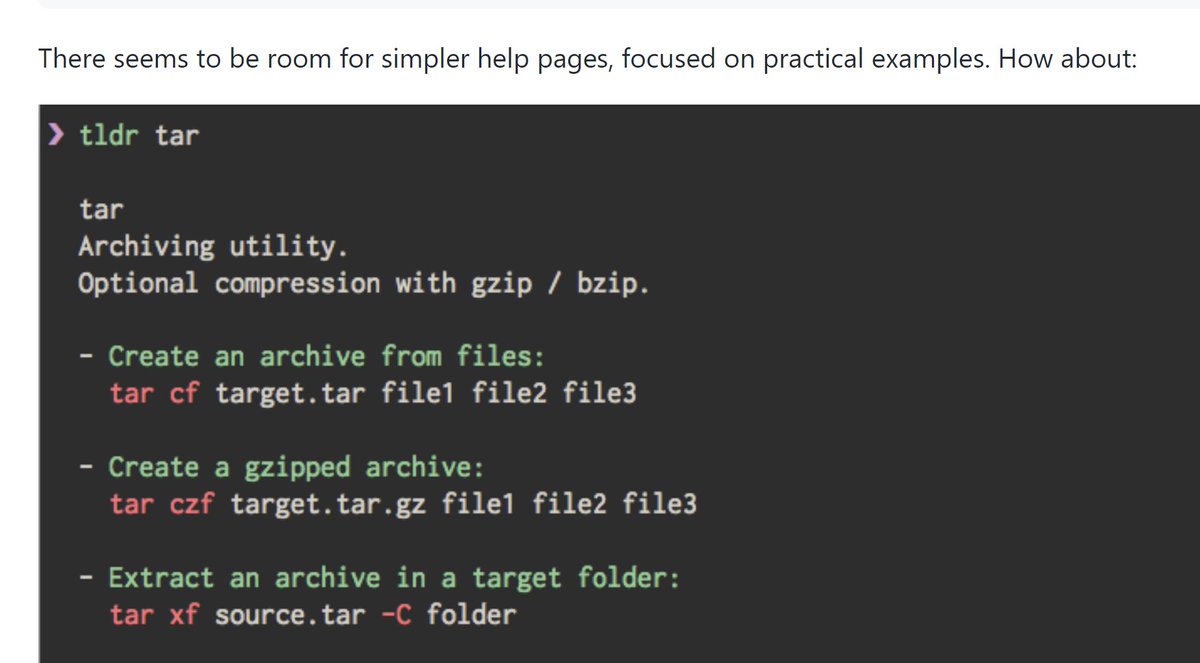 There seems to be room for simpler help pages, focused on practical examples. How about:
❯ tldr tar
tar
Archiving utility.
Optional compression with gzip / bzip.
- Create an archive from files:
tar cf target.tar file1 file2 file3
- Create a gzipped archive:
tar czf target.tar.gz file1 file2 file3
- Extract an archive in a target folder:
tar xf source.tar -C folder